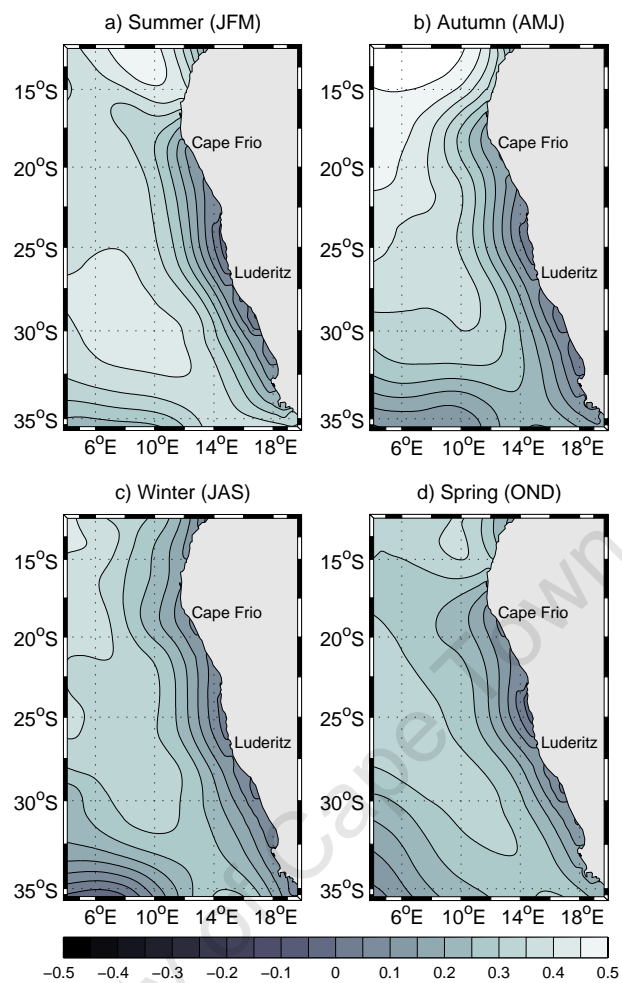 a) Summer (JFM)
b) Autumn (AMJ)
15°S
20°S
25°S
30°S
35°S
Cape Frio
Luderitz
6°E 10°E 14°E 18°E
15°S
20°S
25°S
30°S
35°S
Cape Frio
Luderitz
6°E 10°E 14°E 18°E
c) Winter (JAS)
d) Spring (OND)
15°S
20°S
25°S
30°S
35°S
Cape Frio
Luderitz
6°E 10°E 14°E 18°E
15°S
20°S
25°S
30°S
35°S
Cape Frio
Luderitz
6°E 10°E 14°E 18°E
−0.5 −0.4 −0.3 −0.2 −0.1 0 0.1 0.2 0.3 0.4 0.5
of Cape Town